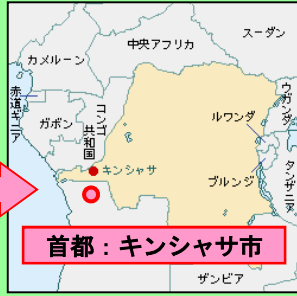 スーダン
中央アフリカ
カメルーン
赤道ギニア
ガボン
コンゴ
共和国
ウガンダ
ルワンダ
キンシャサ
ブルンジ
タンザニア
首都：キンシャサ市
ザンビア